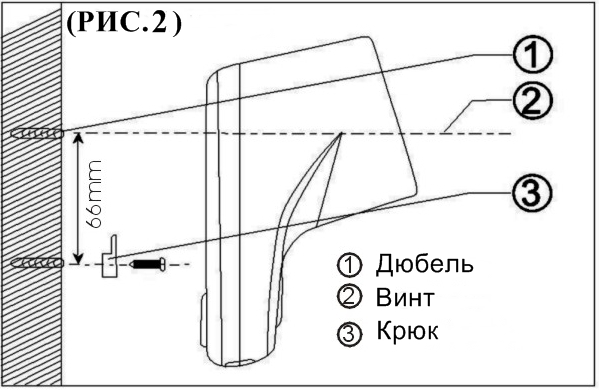 (РИС.2)
①
②
66mm
③
① Дюбель
② Винт
③ Крюк